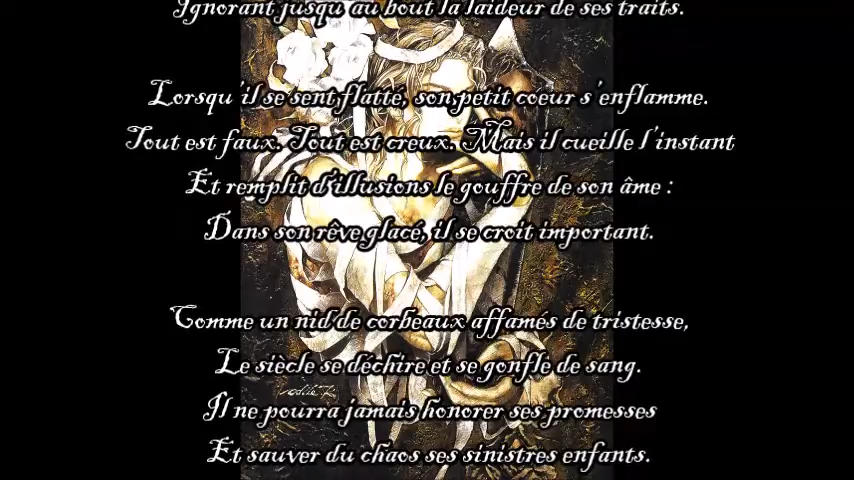 Ignorant jusqu'au bout la laideur de ses traits.
Lorsqu'il se sent flatté, son petit coeur s'enflamme.
Tout est faux. Tout est creux. Mais il cueille l'instant
Et remplit d'illusions le gouffre de son âme :
Dans son rêve glacé, il se croit important.
Comme un nid de corbeaux affamés de tristesse,
Le siècle se déchire et se gonfle de sang.
Il ne pourra jamais honorer ses promesses
Et sauver du chaos ses sinistres enfants.